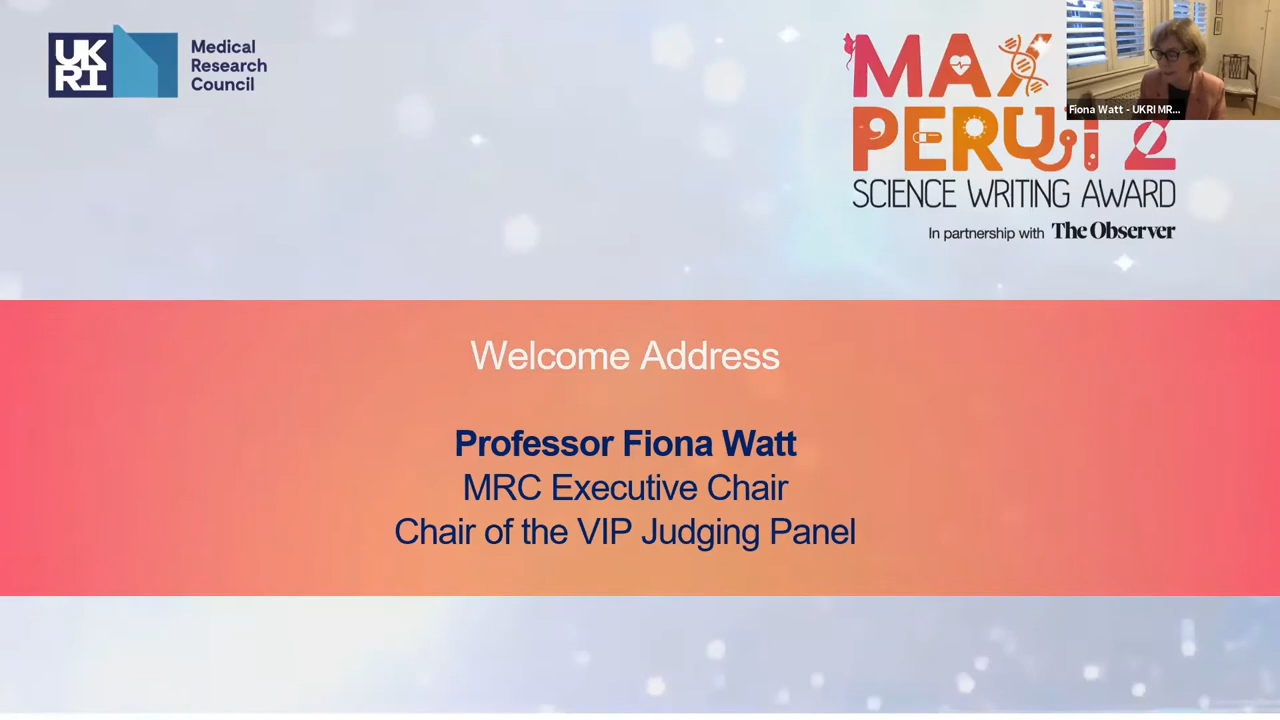 UK
RI
Medical
Research
Council
MAX
PERUTZ
SCIENCE WRITING AWARD
In partnership with The Observer
Fiona Watt - UKRI MR...
Welcome Address
Professor Fiona Watt
MRC Executive Chair
Chair of the VIP Judging Panel